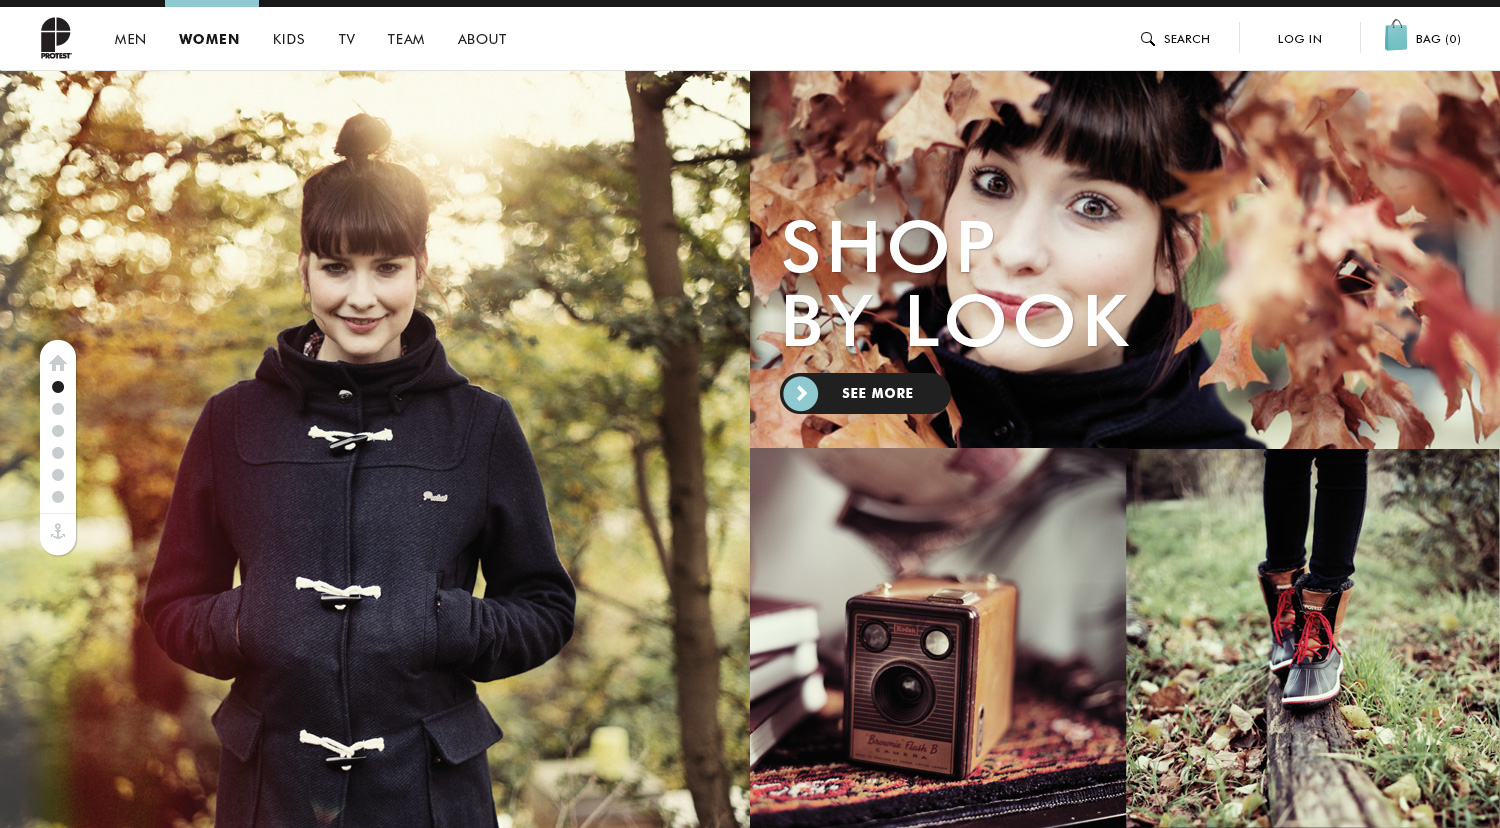 PROTEST
MEN
WOMEN
KIDS
TV
TEAM
ABOUT
SEARCH
LOG IN
BAG (0)
SHOP
BY LOOK
SEE MORE
Protest
Kodak
Brownie Flash B
CAMERA
PROTEST